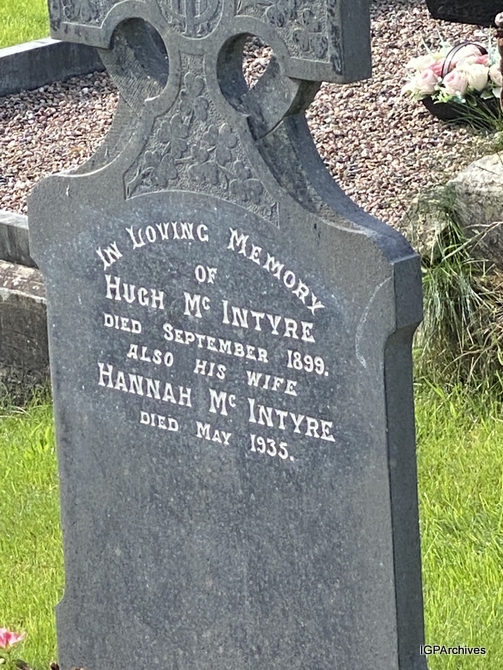 IN LOVING MEMORY
OF
HUGH Mc INTYRE
DIED SEPTEMBER 1899.
ALSO HIS WIFE
HANNAH Mc INTYRE
DIED MAY 1935.
IGPArchives